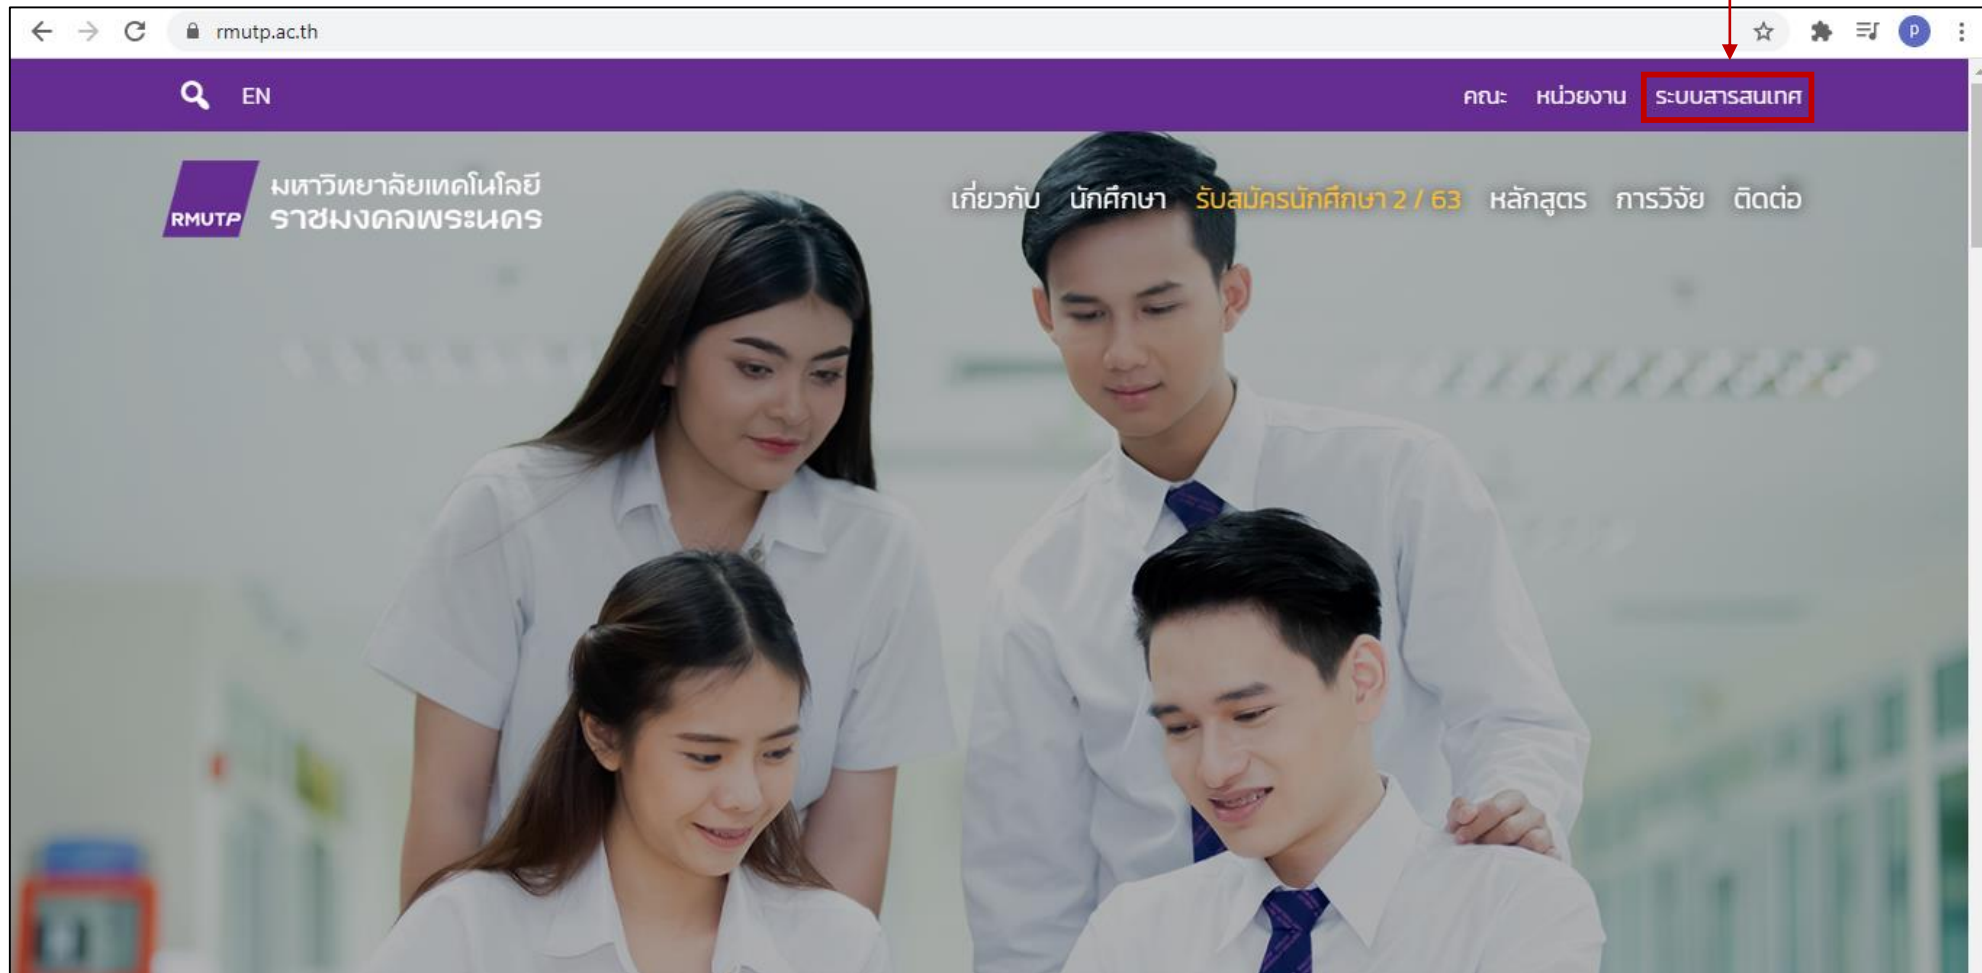 rmutp.ac.th
P
EN
คณะ หน่วยงาน ระบบสารสนเทศ
RMUTP
มหาวิทยาลัยเทคโนโลยี
ราชมงคลพระนคร
เกี่ยวกับ นักศึกษา รับสมัครนักศึกษา 2 / 63 หลักสูตร การวิจัย ติดต่อ